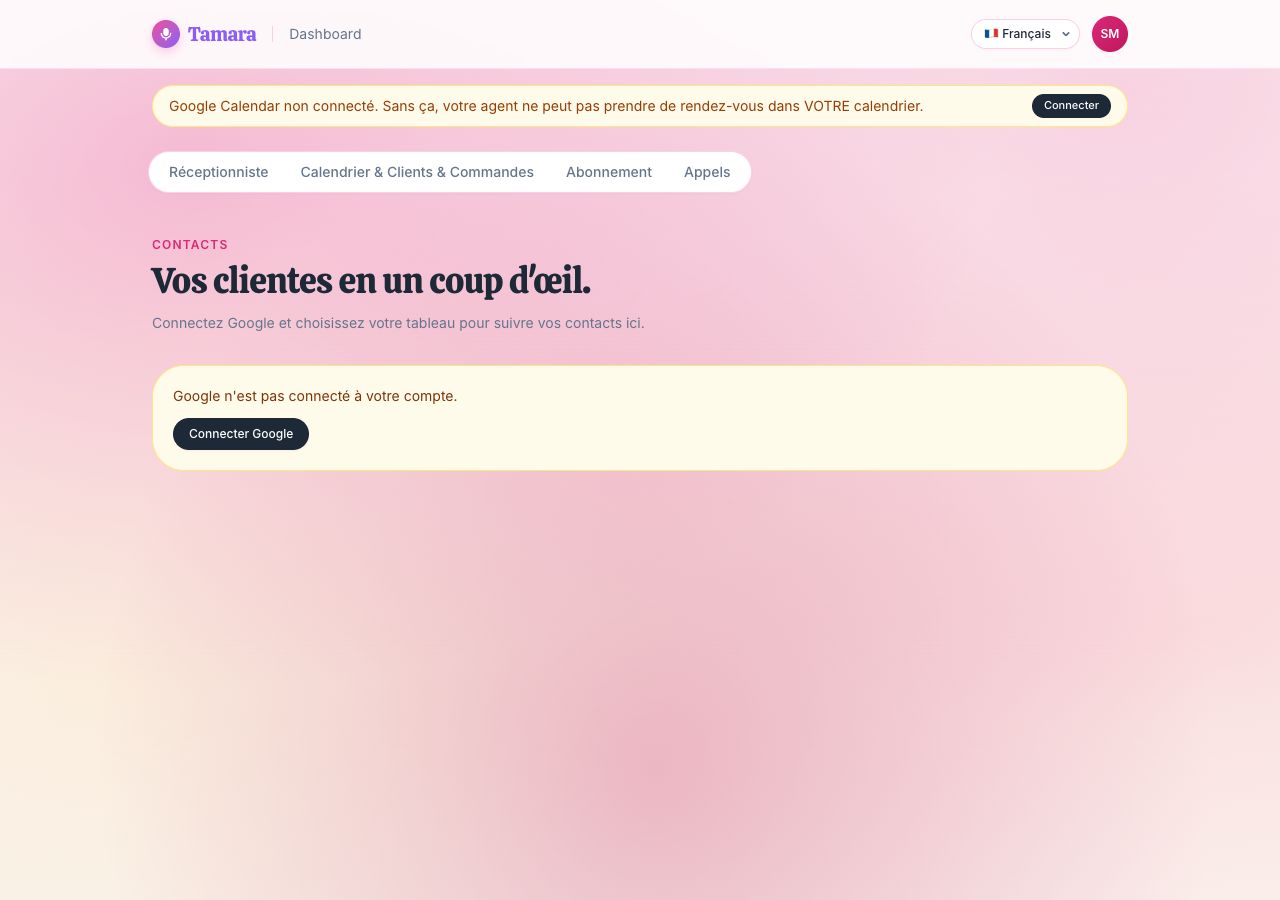 Tamara
Dashboard
Français
SM
Google Calendar non connecté. Sans ça, votre agent ne peut pas prendre de rendez-vous dans VOTRE calendrier.
Connecter
Réceptionniste
Calendrier & Clients & Commandes
Abonnement
Appels
CONTACTS
Vos clientes en un coup d'œil.
Connectez Google et choisissez votre tableau pour suivre vos contacts ici.
Google n'est pas connecté à votre compte.
Connecter Google